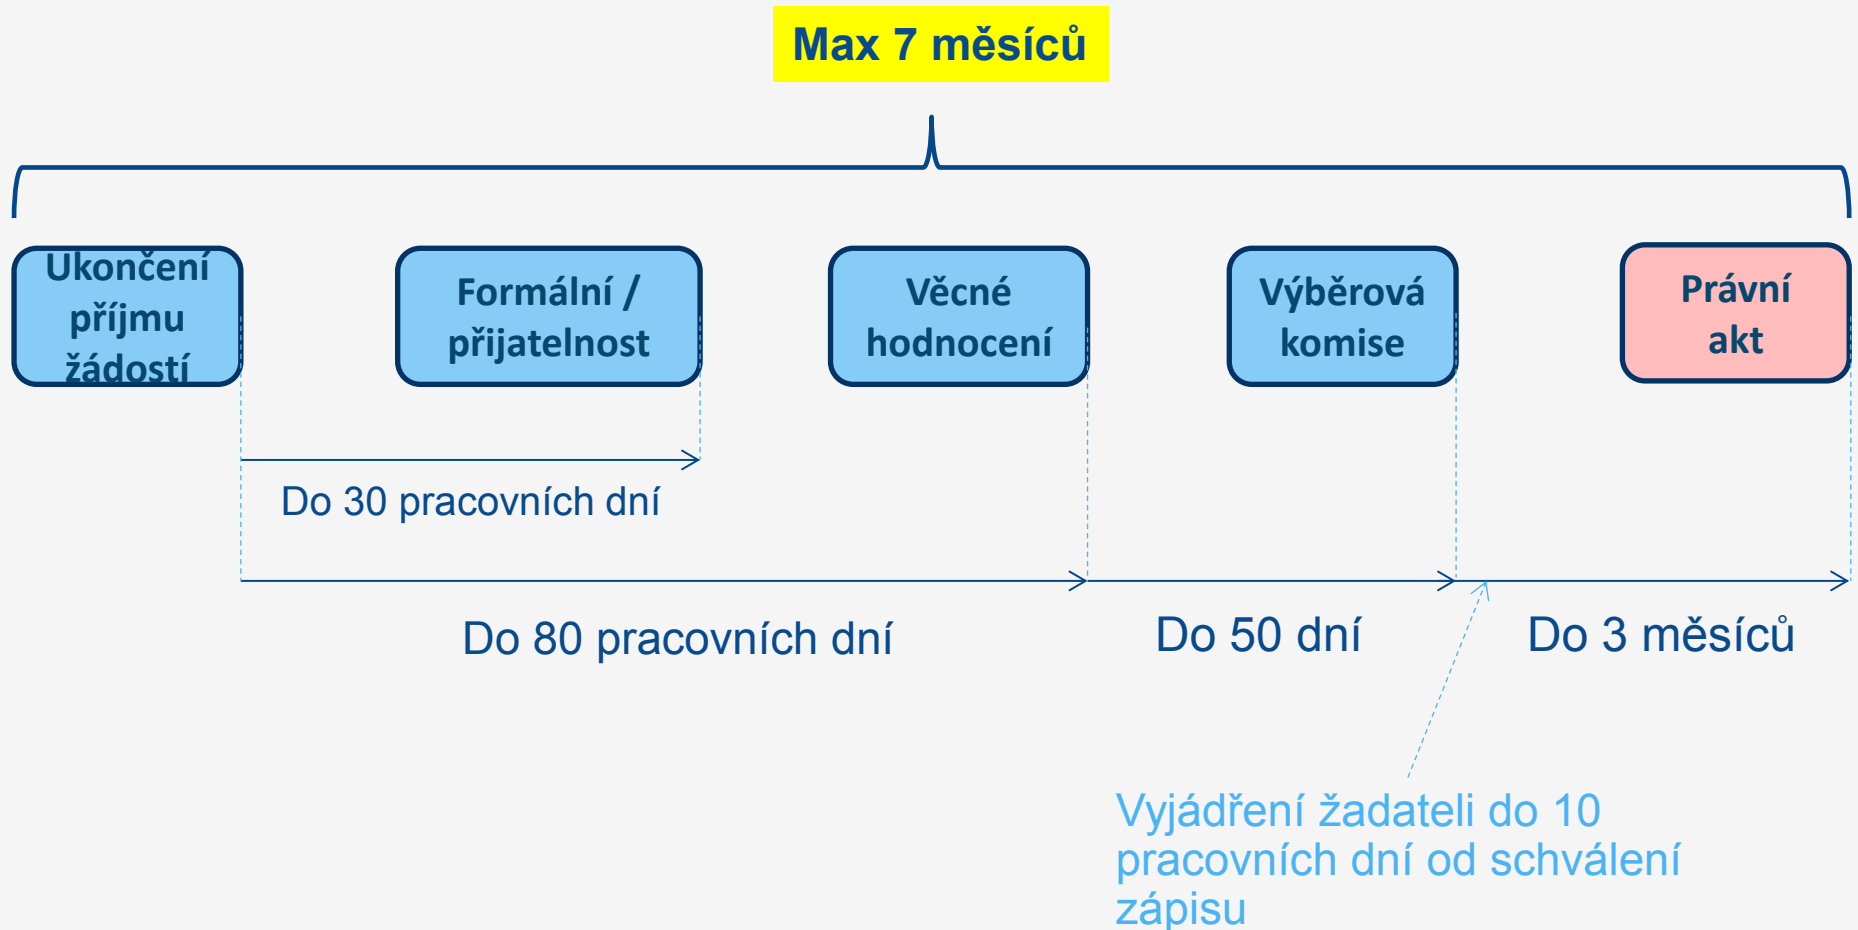 Max 7 měsíců
Ukončení
příjmu
žádostí
Formální /
přijatelnost
Věcné
hodnocení
Výběrová
komise
Právní
akt
Do 30 pracovních dní
Do 80 pracovních dní
Do 50 dní
Do 3 měsíců
Vyjádření žadateli do 10
pracovních dní od schválení
zápisu